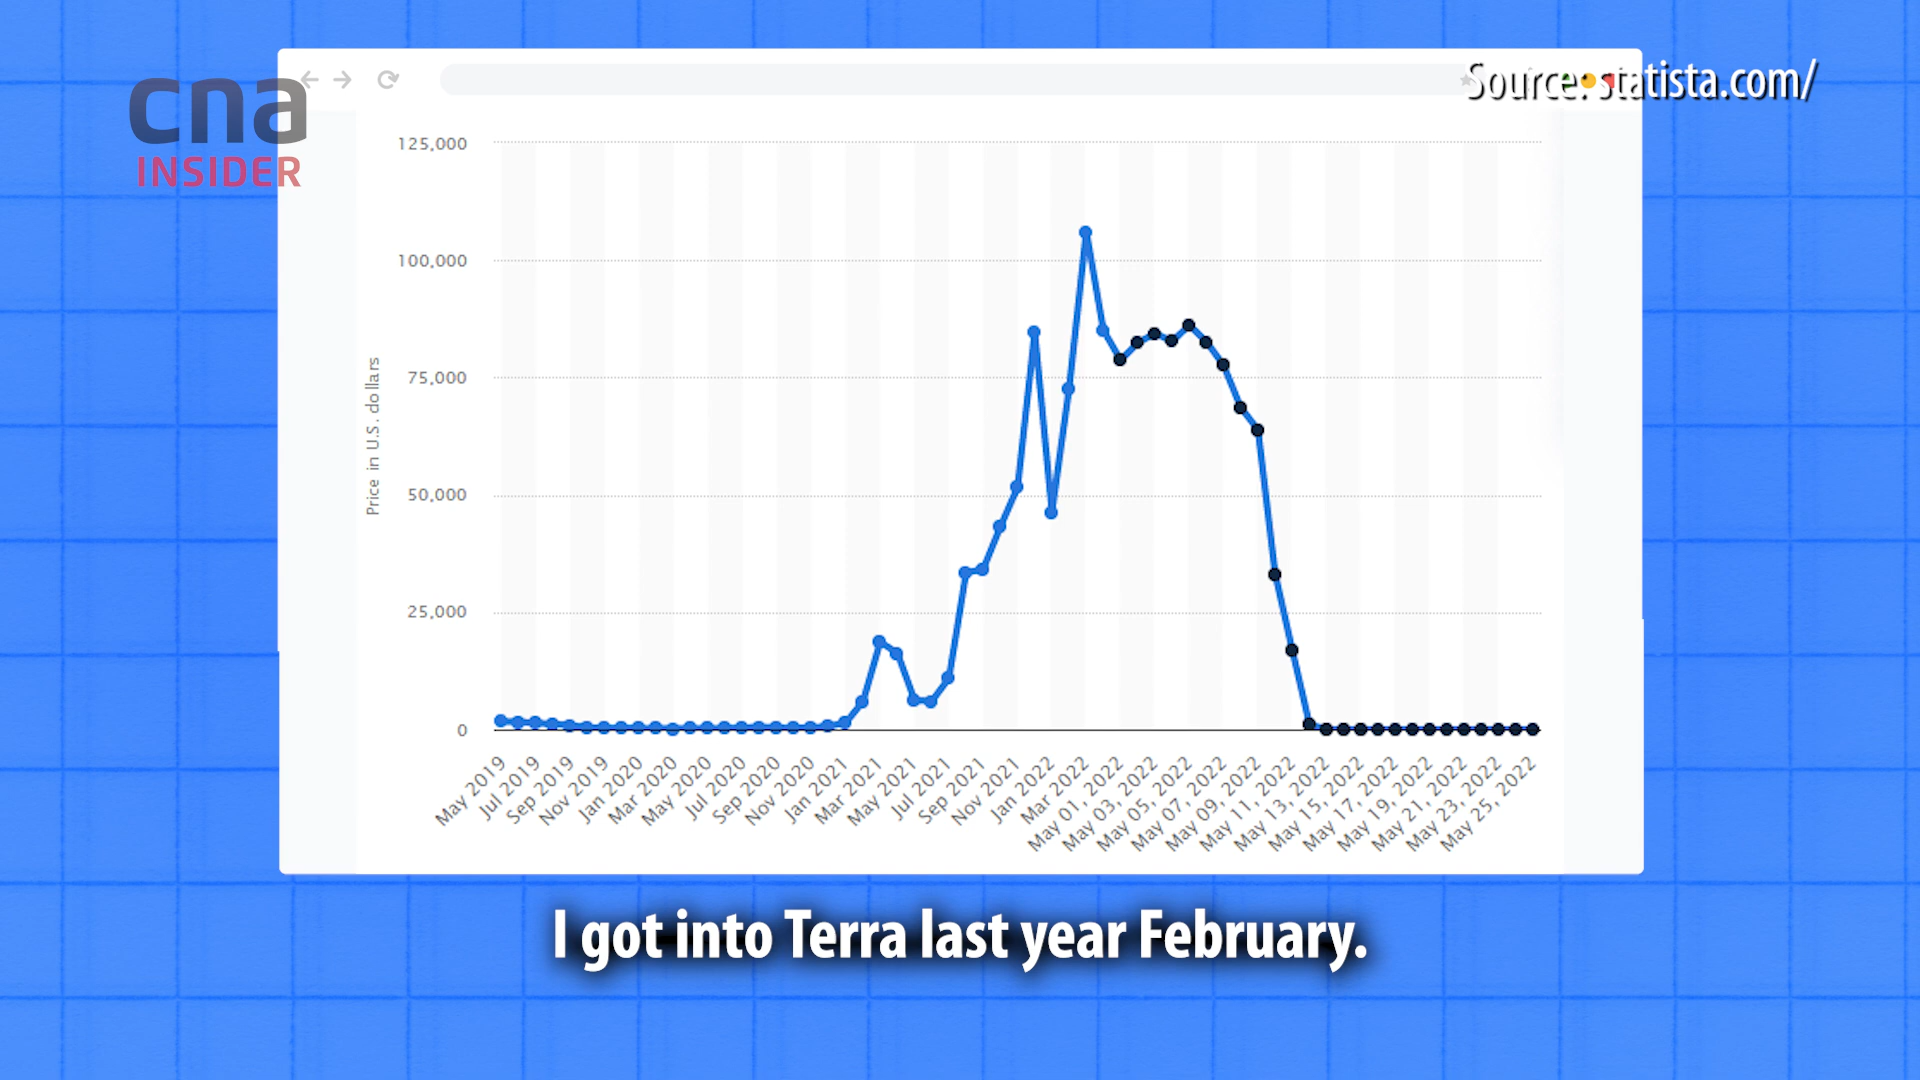 cna
INSIDER
Source: statista.com/
125,000
100,000
75,000
50,000
25,000
0
Price in U.S. dollars
May 2019
Jul 2019
Sep 2019
Nov 2019
Jan 2020
Mar 2020
May 2020
Jul 2020
Sep 2020
Nov 2020
Jan 2021
Mar 2021
May 2021
Jul 2021
Sep 2021
Nov 2021
Jan 2022
Mar 2022
May 01, 2022
May 03, 2022
May 05, 2022
May 07, 2022
May 09, 2022
May 11, 2022
May 13, 2022
May 15, 2022
May 17, 2022
May 19, 2022
May 21, 2022
May 23, 2022
May 25, 2022
I got into Terra last year February.